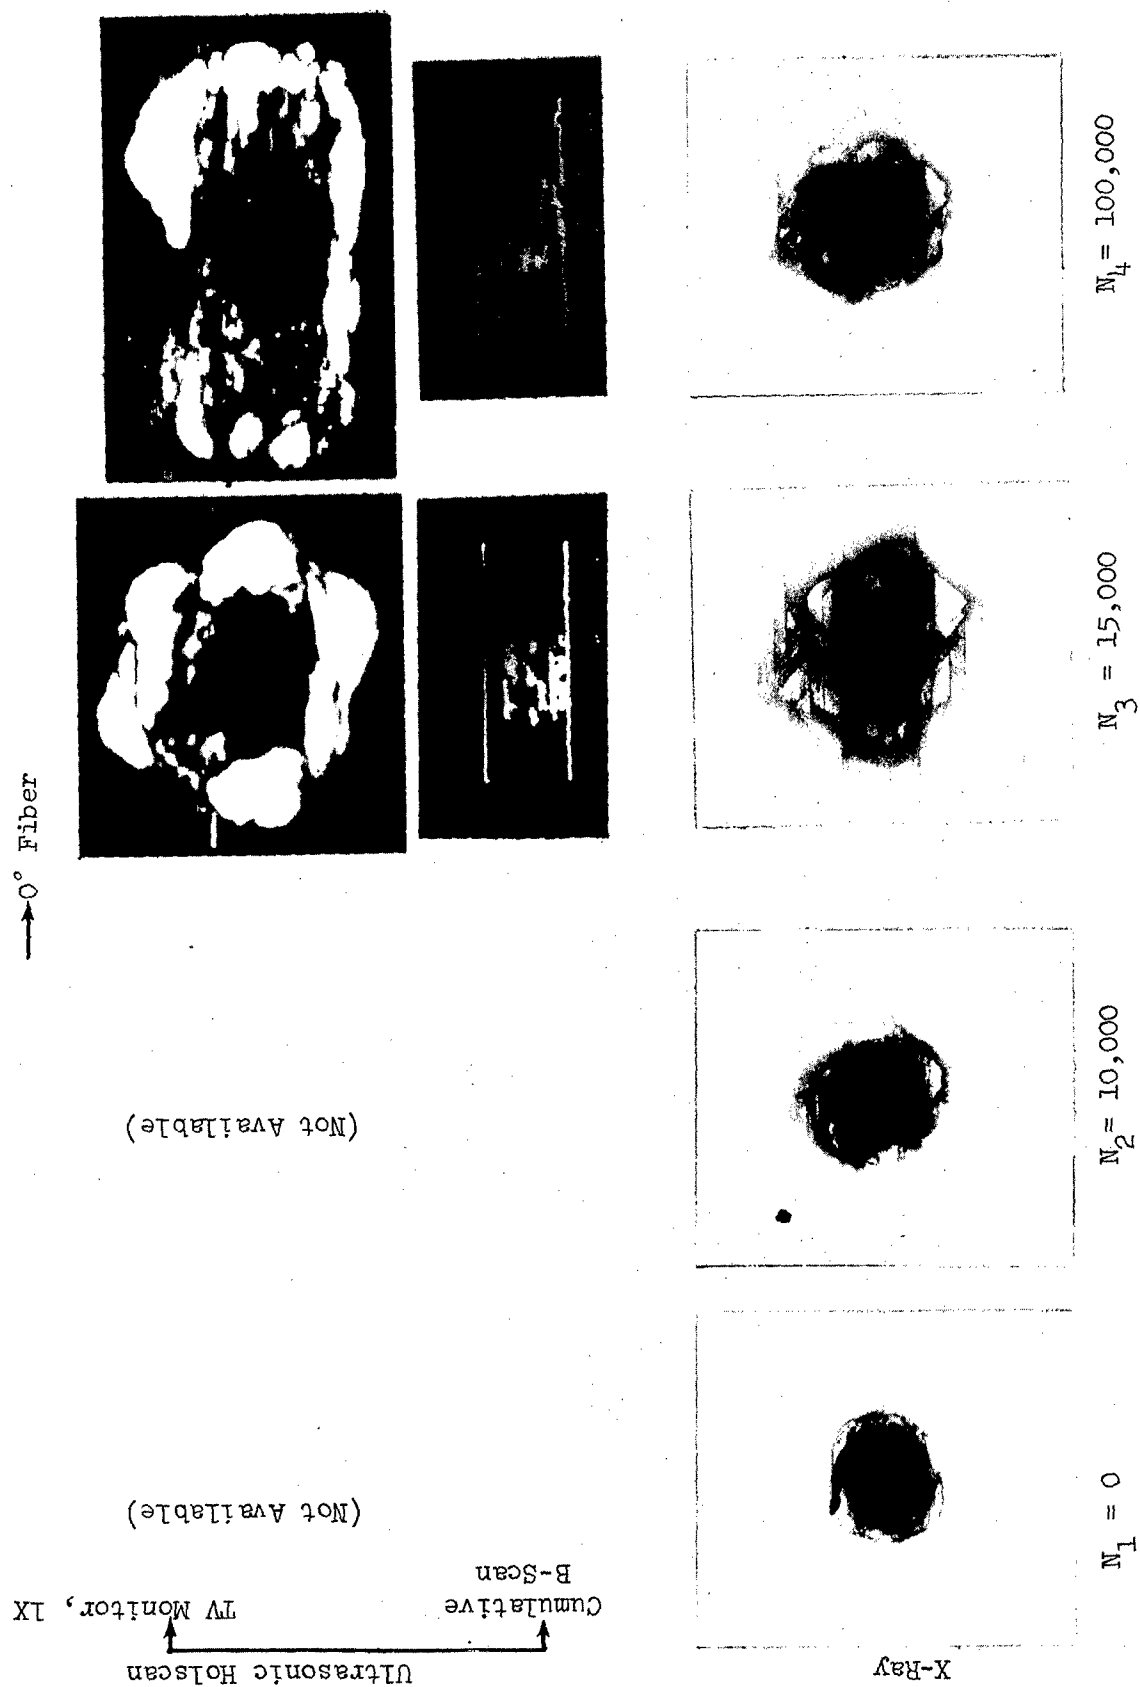 →0° Fiber
Ultrasonic Holscan
TV Monitor, 1X
(Not Available)
(Not Available)
Cumulative
B-Scan
X-Ray
N1 = 0
N2 = 10,000
N3 = 15,000
N4 = 100,000